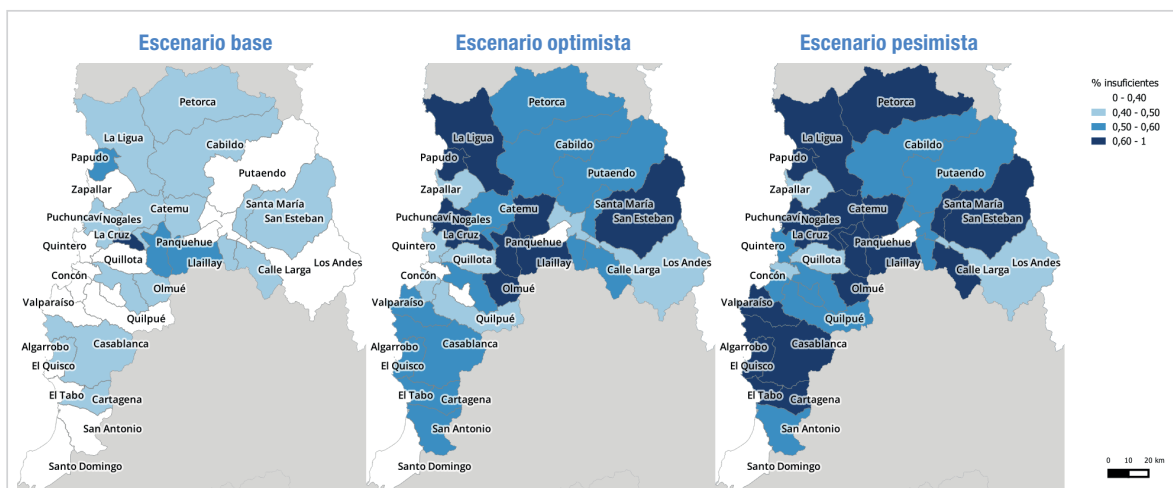 Escenario base
Escenario optimista
Escenario pesimista
% insuficientes
0 - 0,40
0,40 - 0,50
0,50 - 0,60
0,60 - 1
Petorca
La Ligua
Cabildo
Papudo
Putaendo
Zapallar
Santa María
Catemu
San Esteban
Puchuncaví
Nogales
La Cruz
Panquehue
Quintero
Quillota
Llaillay
Los Andes
Calle Larga
Concón
Olmué
Valparaíso
Quilpué
Algarrobo
Casablanca
El Quisco
El Tabo
Cartagena
San Antonio
Santo Domingo
Petorca
La Ligua
Cabildo
Papudo
Putaendo
Zapallar
Santa María
Catemu
San Esteban
Puchuncaví
Nogales
La Cruz
Panquehue
Quintero
Quillota
Llaillay
Los Andes
Calle Larga
Concón
Olmué
Valparaíso
Quilpué
Casablanca
Algarrobo
El Quisco
El Tabo
Cartagena
San Antonio
Santo Domingo
Petorca
La Ligua
Cabildo
Papudo
Putaendo
Zapallar
Santa María
Catemu
San Esteban
Puchuncaví
Nogales
La Cruz
Panquehue
Quintero
Quillota
Llaillay
Los Andes
Calle Larga
Concón
Olmué
Valparaíso
Quilpué
Casablanca
Algarrobo
El Quisco
El Tabo
Cartagena
San Antonio
Santo Domingo
0 10 20 km